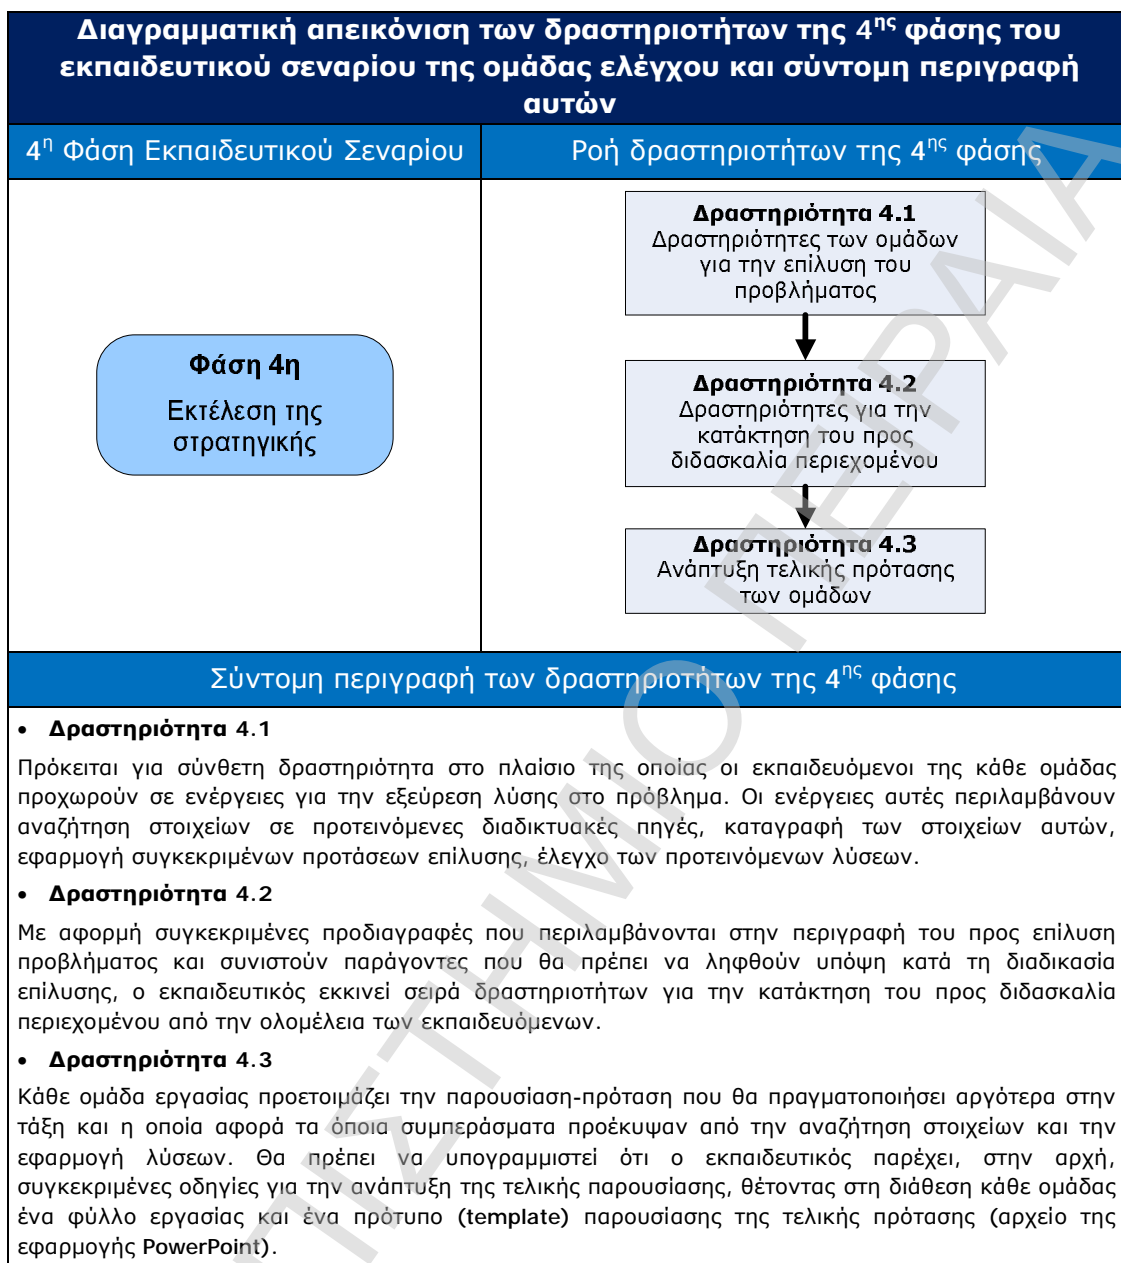 Διαγραμματική απεικόνιση των δραστηριοτήτων της 4ης φάσης του
εκπαιδευτικού σεναρίου της ομάδας ελέγχου και σύντομη περιγραφή
αυτών
4η Φάση Εκπαιδευτικού Σεναρίου
Ροή δραστηριοτήτων της 4ης φάσης
Φάση 4η
Εκτέλεση της
στρατηγικής
Δραστηριότητα 4.1
Δραστηριότητες των ομάδων
για την επίλυση του
προβλήματος
Δραστηριότητα 4.2
Δραστηριότητες για την
κατάκτηση του προς
διδασκαλία περιεχομένου
Δραστηριότητα 4.3
Ανάπτυξη τελικής πρότασης
των ομάδων
Σύντομη περιγραφή των δραστηριοτήτων της 4ης φάσης
• Δραστηριότητα 4.1
Πρόκειται για σύνθετη δραστηριότητα στο πλαίσιο της οποίας οι εκπαιδευόμενοι της κάθε ομάδας
προχωρούν σε ενέργειες για την εξεύρεση λύσης στο πρόβλημα. Οι ενέργειες αυτές περιλαμβάνουν
αναζήτηση στοιχείων σε προτεινόμενες διαδικτυακές πηγές, καταγραφή των στοιχείων αυτών,
εφαρμογή συγκεκριμένων προτάσεων επίλυσης, έλεγχο των προτεινόμενων λύσεων.
• Δραστηριότητα 4.2
Με αφορμή συγκεκριμένες προδιαγραφές που περιλαμβάνονται στην περιγραφή του προς επίλυση
προβλήματος και συνιστούν παράγοντες που θα πρέπει να ληφθούν υπόψη κατά τη διαδικασία
επίλυσης, ο εκπαιδευτικός εκκινεί σειρά δραστηριοτήτων για την κατάκτηση του προς διδασκαλία
περιεχομένου από την ολομέλεια των εκπαιδευόμενων.
• Δραστηριότητα 4.3
Κάθε ομάδα εργασίας προετοιμάζει την παρουσίαση-πρόταση που θα πραγματοποιήσει αργότερα στην
τάξη και η οποία αφορά τα όποια συμπεράσματα προέκυψαν από την αναζήτηση στοιχείων και την
εφαρμογή λύσεων. Θα πρέπει να υπογραμμιστεί ότι ο εκπαιδευτικός παρέχει, στην αρχή,
συγκεκριμένες οδηγίες για την ανάπτυξη της τελικής παρουσίασης, θέτοντας στη διάθεση κάθε ομάδας
ένα φύλλο εργασίας και ένα πρότυπο (template) παρουσίασης της τελικής πρότασης (αρχείο της
εφαρμογής PowerPoint).
ΠΙΣΤΗΜΙΟ ΠΕΙΡΑΙΑ